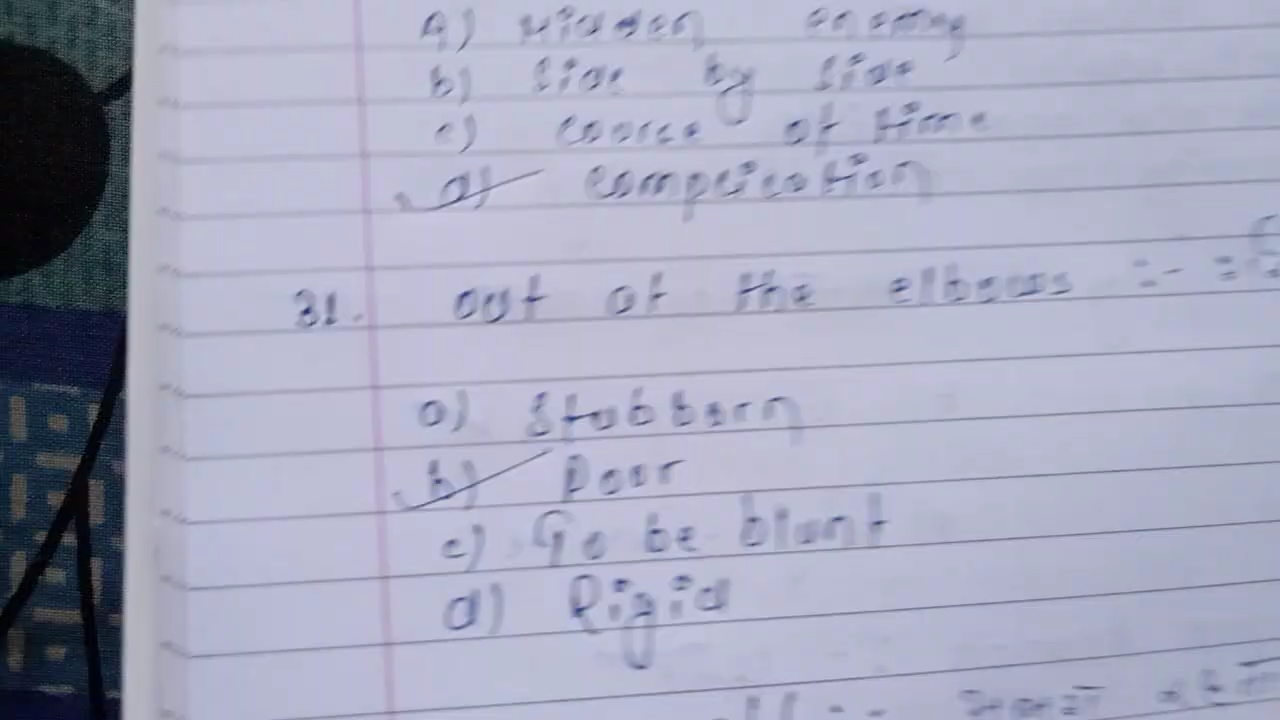 a) Hidden enemy
b) Side by side
c) Cource of time
d) Complication
31. Out of the elbows :-
a) Stubborn
b) Poor
c) To be blunt
d) Rigid